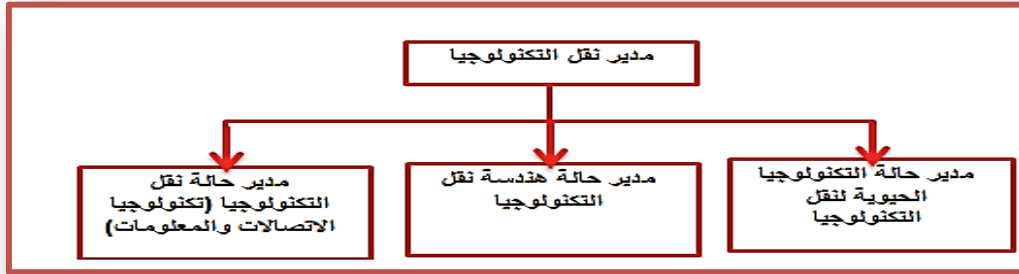 مدير نقل التكنولوجيا
مدير حالة التكنولوجيا
الحيوية لنقل
التكنولوجيا
مدير حالة هندسة نقل
التكنولوجيا
مدير حالة نقل
التكنولوجيا (تكنولوجيا
الاتصالات والمعلومات)